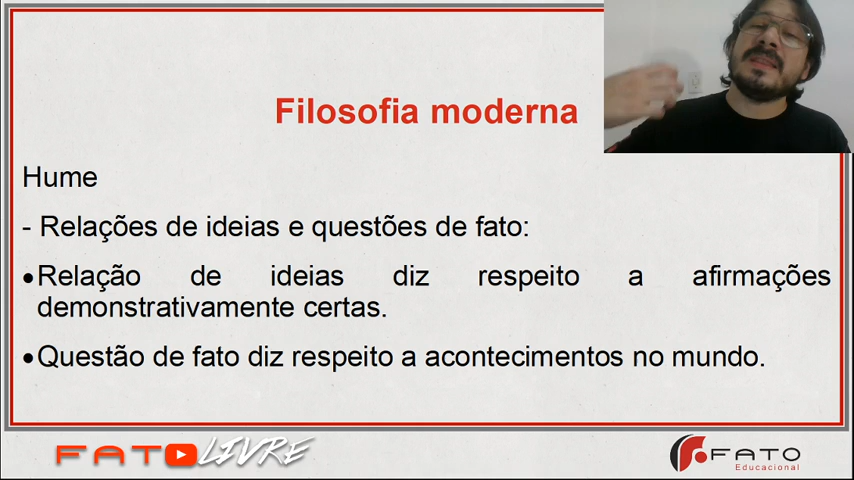 Filosofia moderna
Hume
- Relações de ideias e questões de fato:
•Relação de ideias diz respeito a afirmações
demonstrativamente certas.
•Questão de fato diz respeito a acontecimentos no mundo.
FATO LIVRE
FATO
Educacional